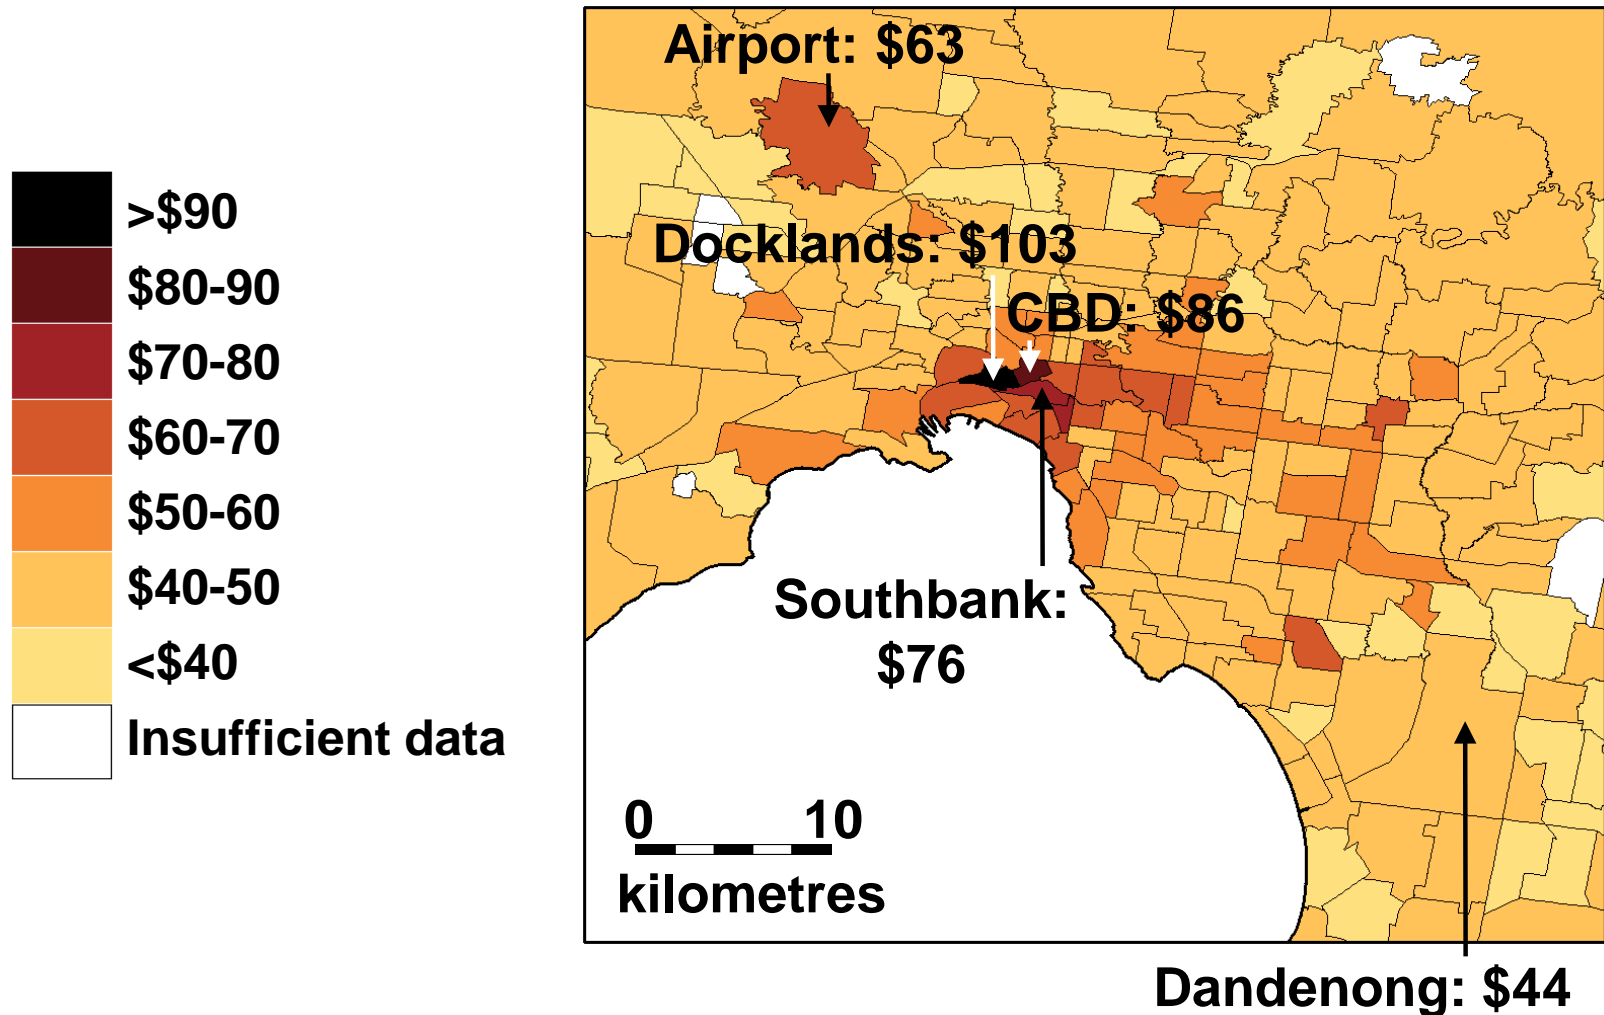 >$90
$80-90
$70-80
$60-70
$50-60
$40-50
<$40
Insufficient data
Airport: $63
Docklands: $103
CBD: $86
Southbank:
$76
0 10
kilometres
Dandenong: $44